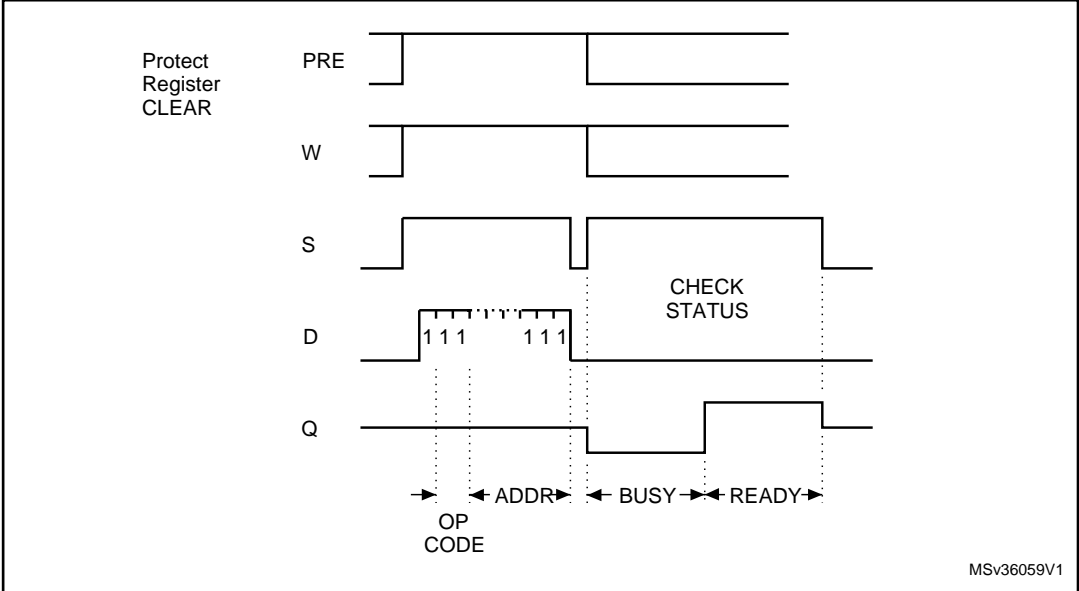 Protect
Register
CLEAR
PRE
W
S
CHECK
STATUS
D
1 1 1 1 1 1
Q
ADDR
BUSY
READY
OP
CODE
MSv36059V1